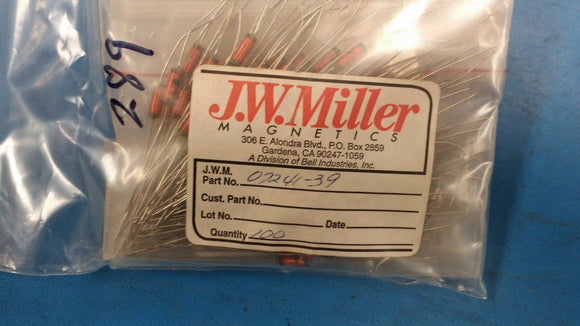 289
J.W.Miller
MAGNETICS
306 E. Alondra Blvd., P.O. Box 2859
Gardena, CA 90247-1059
A Division of Bell Industries, Inc.
J.W.M.
Part No. 07241-39
Cust. Part No.
Lot No. Date
Quantity 100